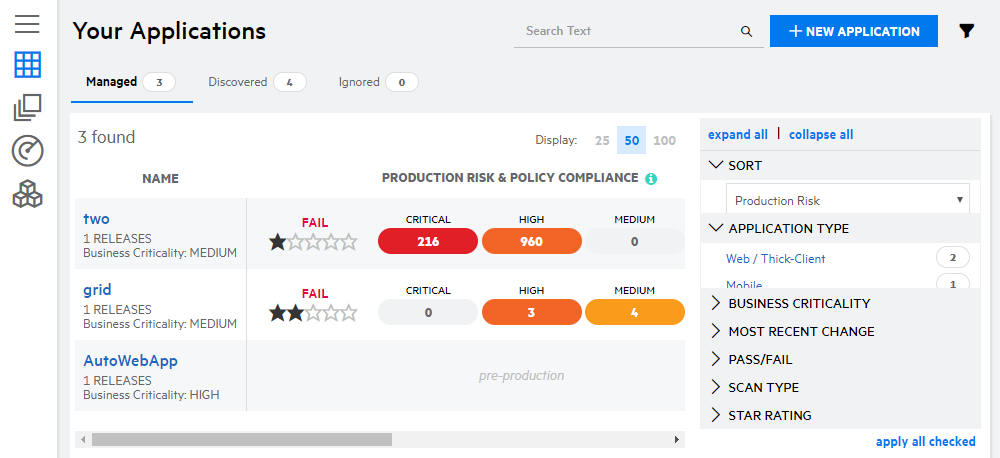 Your Applications
Search Text
+ NEW APPLICATION
Managed 3
Discovered 4
Ignored 0
3 found
Display: 25 50 100
NAME
PRODUCTION RISK & POLICY COMPLIANCE
two
1 RELEASES
Business Criticality: MEDIUM
FAIL
CRITICAL HIGH MEDIUM
216 960 0
grid
1 RELEASES
Business Criticality: MEDIUM
FAIL
CRITICAL HIGH MEDIUM
0 3 4
AutoWebApp
1 RELEASES
Business Criticality: HIGH
pre-production
expand all | collapse all
SORT
Production Risk
APPLICATION TYPE
Web / Thick-Client 2
Mobile 1
BUSINESS CRITICALITY
MOST RECENT CHANGE
PASS/FAIL
SCAN TYPE
STAR RATING
apply all checked